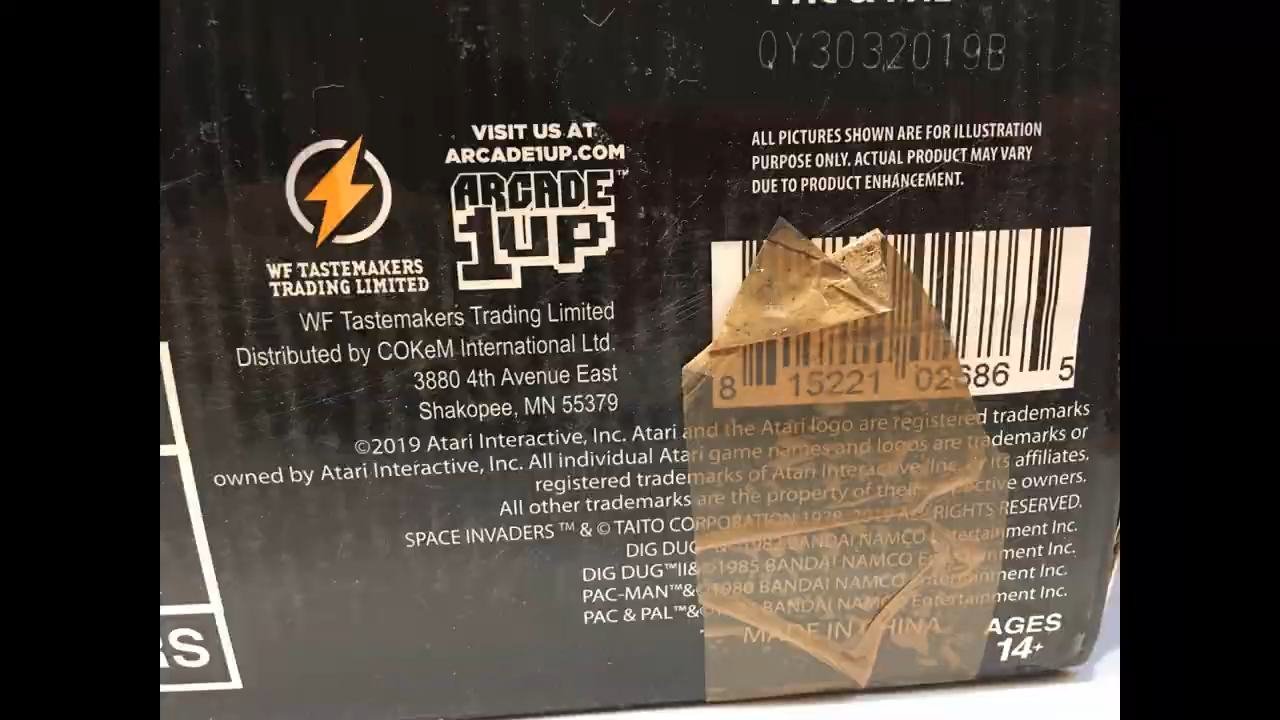 QY3032019B
VISIT US AT
ARCADE1UP.COM
ARCADE™
1UP
WF TASTEMAKERS
TRADING LIMITED
WF Tastemakers Trading Limited
Distributed by COKeM International Ltd.
3880 4th Avenue East
Shakopee, MN 55379
ALL PICTURES SHOWN ARE FOR ILLUSTRATION
PURPOSE ONLY. ACTUAL PRODUCT MAY VARY
DUE TO PRODUCT ENHANCEMENT.
8 15221 02686 5
©2019 Atari Interactive, Inc. Atari and the Atari logo are registered trademarks
owned by Atari Interactive, Inc. All individual Atari game names and logos are trademarks or
registered trademarks of Atari Interactive, Inc. or its affiliates.
All other trademarks are the property of their respective owners.
SPACE INVADERS ™ & © TAITO CORPORATION 1978, 2019 ALL RIGHTS RESERVED.
DIG DUG 1982 BANDAI NAMCO Entertainment Inc.
DIG DUG™II&©1985 BANDAI NAMCO Entertainment Inc.
PAC-MAN™&©1980 BANDAI NAMCO Entertainment Inc.
PAC & PAL™&© BANDAI NAMCO Entertainment Inc.
MADE IN CHINA
AGES
14+
RS